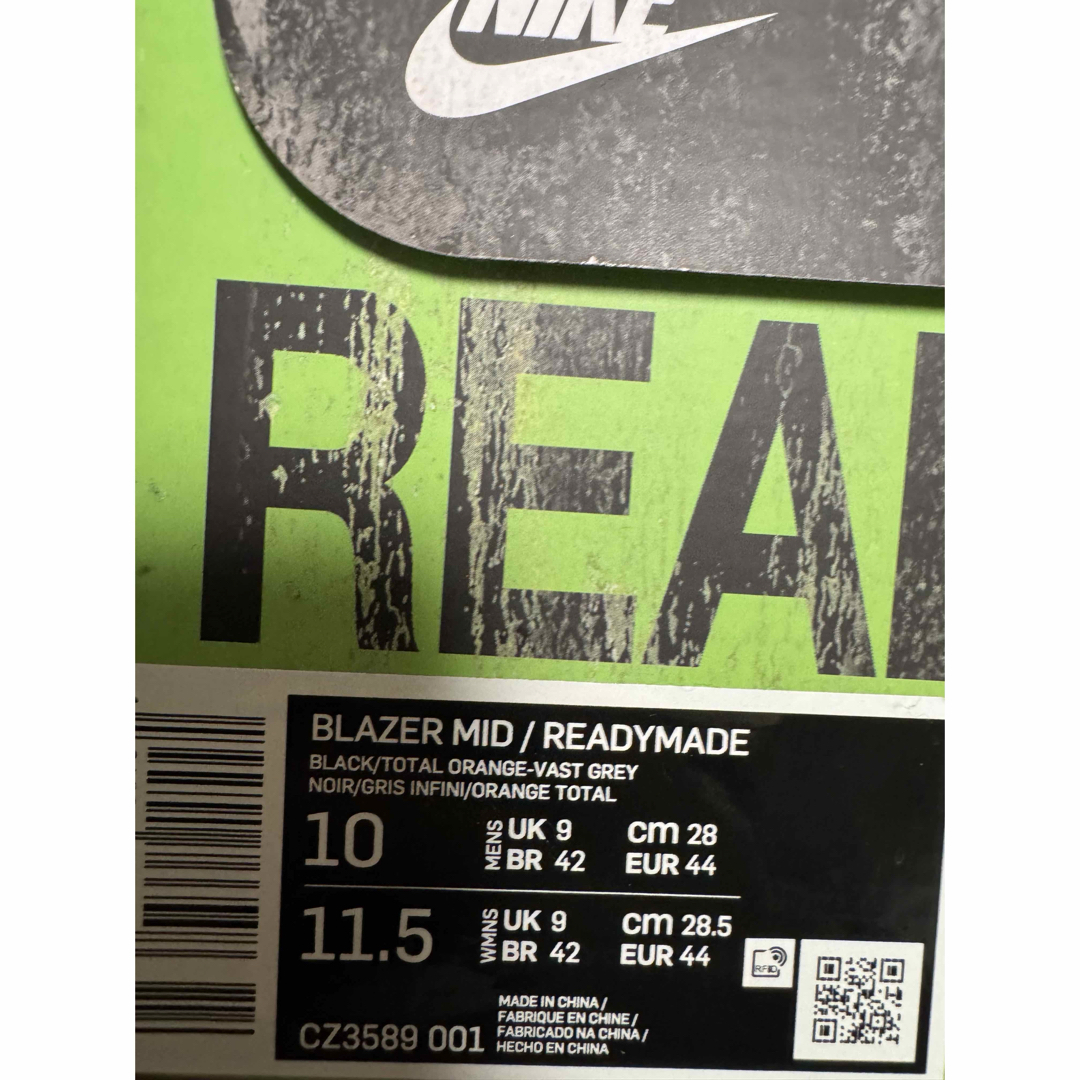 NIKE
REA
BLAZER MID / READYMADE
BLACK/TOTAL ORANGE-VAST GREY
NOIR/GRIS INFINI/ORANGE TOTAL
10 MENS UK 9 cm 28
BR 42 EUR 44
11.5 WMNS UK 9 cm 28.5
BR 42 EUR 44
RFID
MADE IN CHINA /
FABRIQUE EN CHINE /
FABRICADO NA CHINA /
HECHO EN CHINA
CZ3589 001